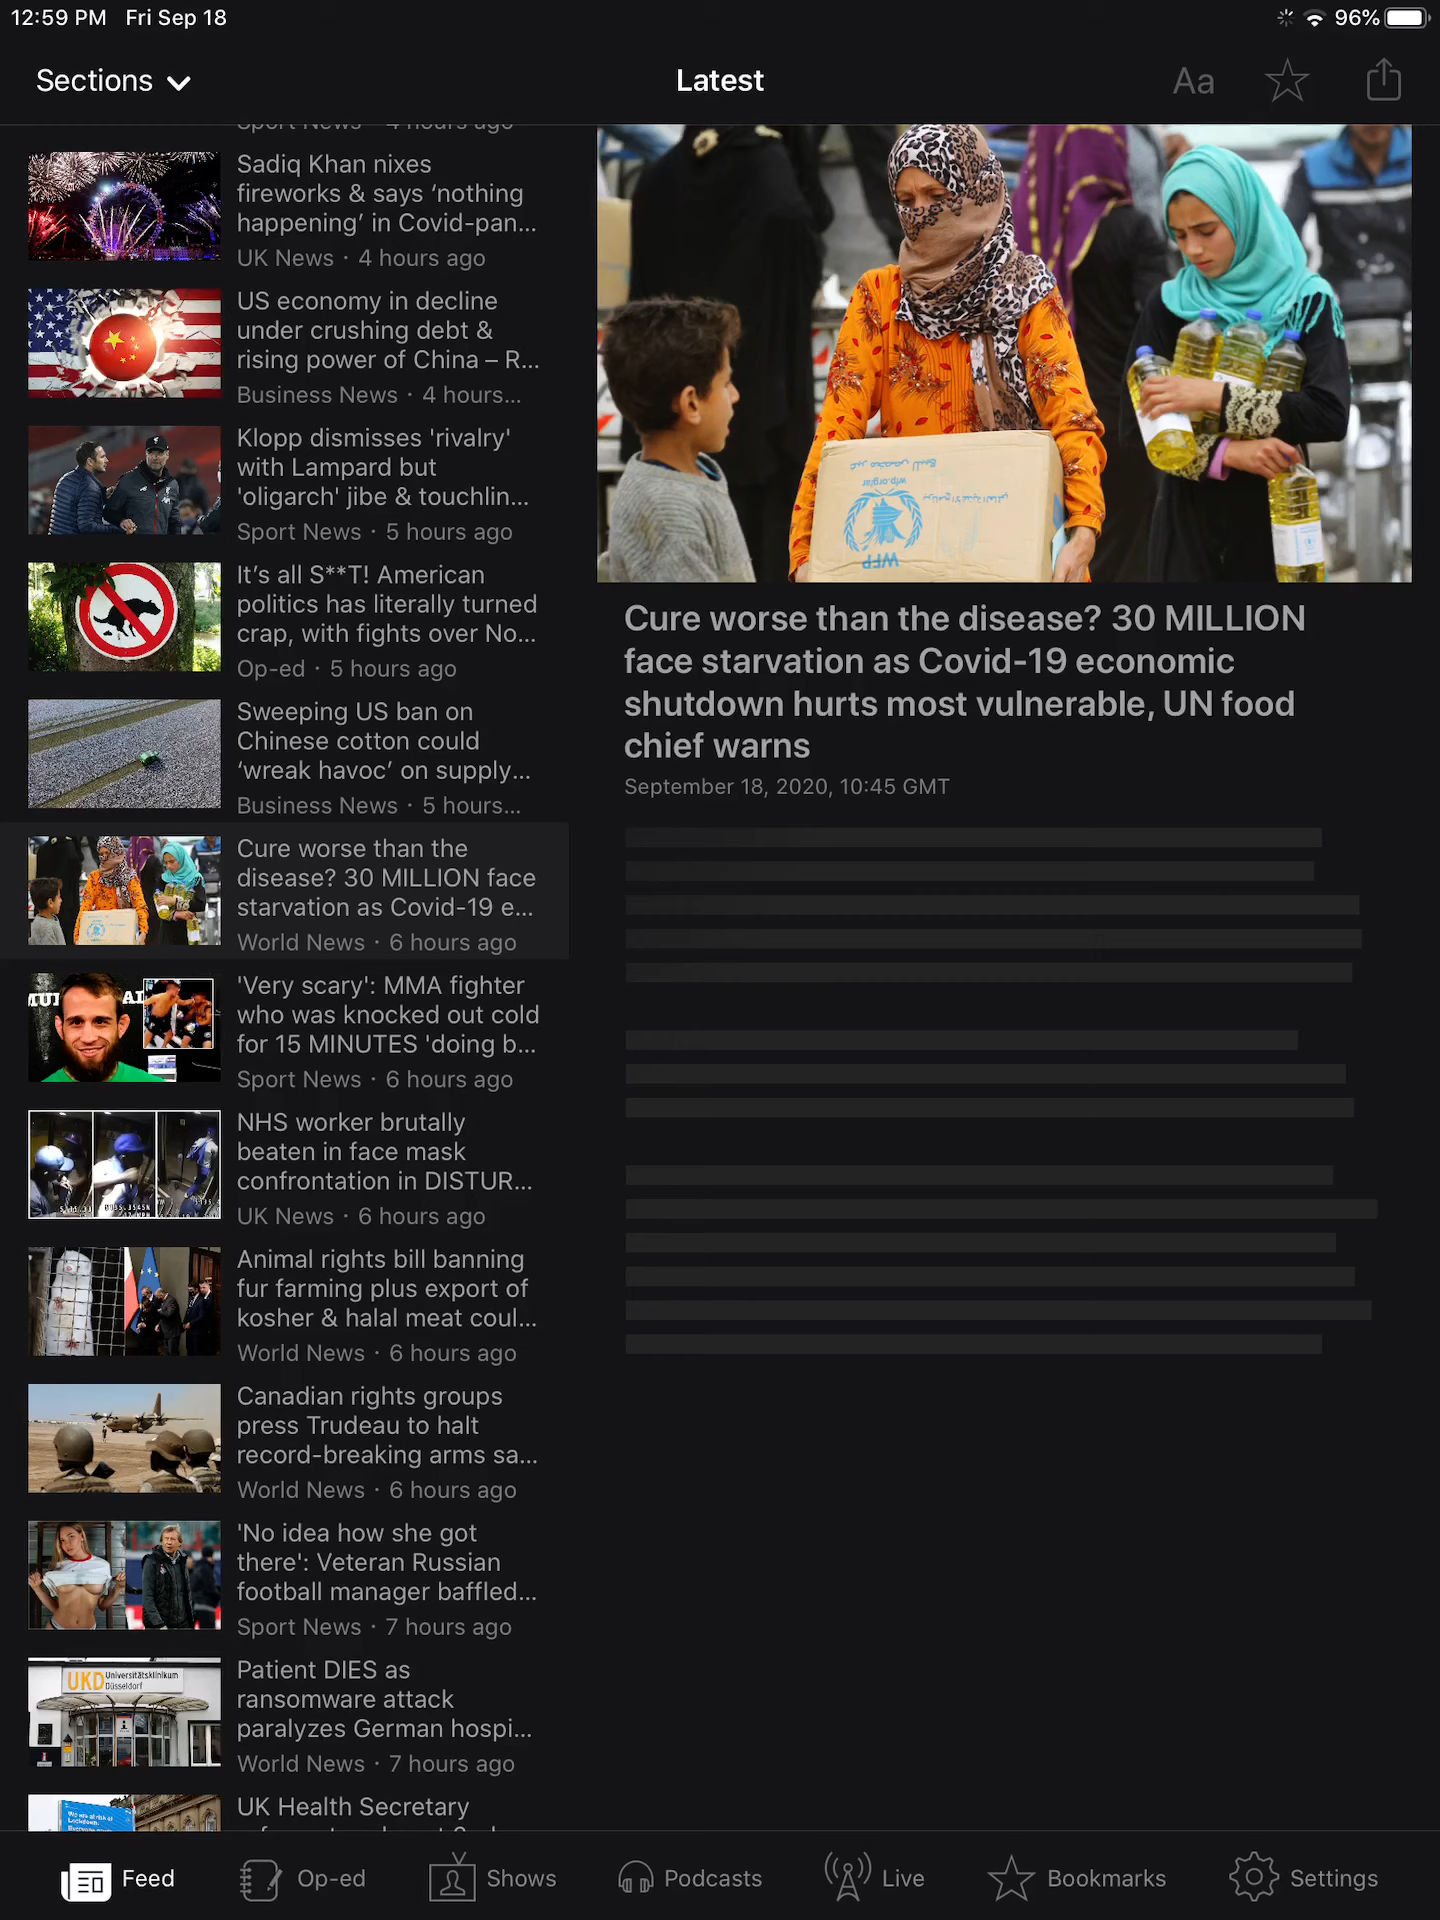 12:59 PM Fri Sep 18
96%
Sections
Latest
Aa
Sport News · 4 hours ago
Sadiq Khan nixes
fireworks & says ‘nothing
happening’ in Covid-pan...
UK News · 4 hours ago
US economy in decline
under crushing debt &
rising power of China – R...
Business News · 4 hours...
Klopp dismisses 'rivalry'
with Lampard but
'oligarch' jibe & touchlin...
Sport News · 5 hours ago
It’s all S**T! American
politics has literally turned
crap, with fights over No...
Op-ed · 5 hours ago
Sweeping US ban on
Chinese cotton could
‘wreak havoc’ on supply...
Business News · 5 hours...
Cure worse than the
disease? 30 MILLION face
starvation as Covid-19 e...
World News · 6 hours ago
'Very scary': MMA fighter
who was knocked out cold
for 15 MINUTES 'doing b...
Sport News · 6 hours ago
NHS worker brutally
beaten in face mask
confrontation in DISTUR...
UK News · 6 hours ago
Animal rights bill banning
fur farming plus export of
kosher & halal meat coul...
World News · 6 hours ago
Canadian rights groups
press Trudeau to halt
record-breaking arms sa...
World News · 6 hours ago
'No idea how she got
there': Veteran Russian
football manager baffled...
Sport News · 7 hours ago
UKD Universitätsklinikum
Düsseldorf
Patient DIES as
ransomware attack
paralyzes German hospi...
World News · 7 hours ago
UK Health Secretary
wfp.org/ar
WFP
Cure worse than the disease? 30 MILLION
face starvation as Covid-19 economic
shutdown hurts most vulnerable, UN food
chief warns
September 18, 2020, 10:45 GMT
Feed
Op-ed
Shows
Podcasts
Live
Bookmarks
Settings